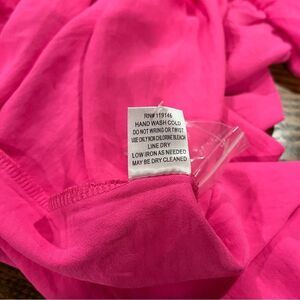 RN# 119146
HAND WASH COLD
DO NOT WRING OR TWIST
USE ONLY NON CHLORINE BLEACH
LINE DRY
LOW IRON AS NEEDED
MAY BE DRY CLEANED